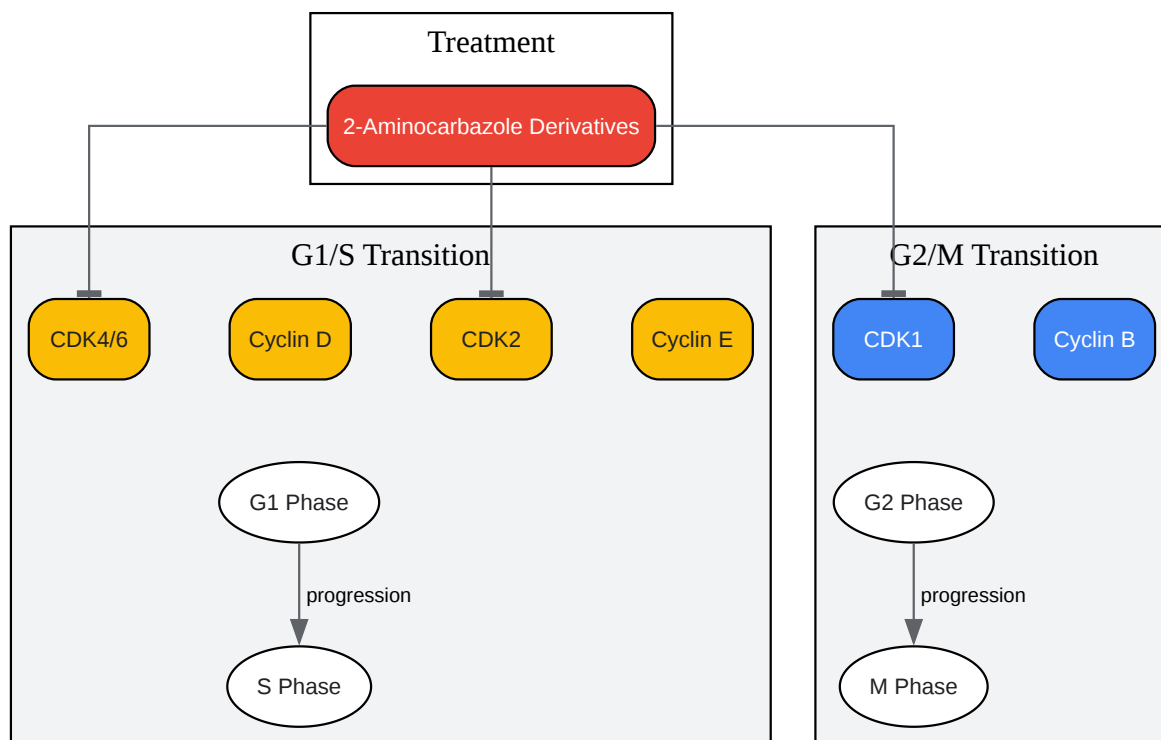 Treatment
2-Aminocarbazole Derivatives
G1/S Transition
G2/M Transition
CDK4/6
Cyclin D
CDK2
Cyclin E
CDK1
Cyclin B
G1 Phase
G2 Phase
progression
progression
S Phase
M Phase